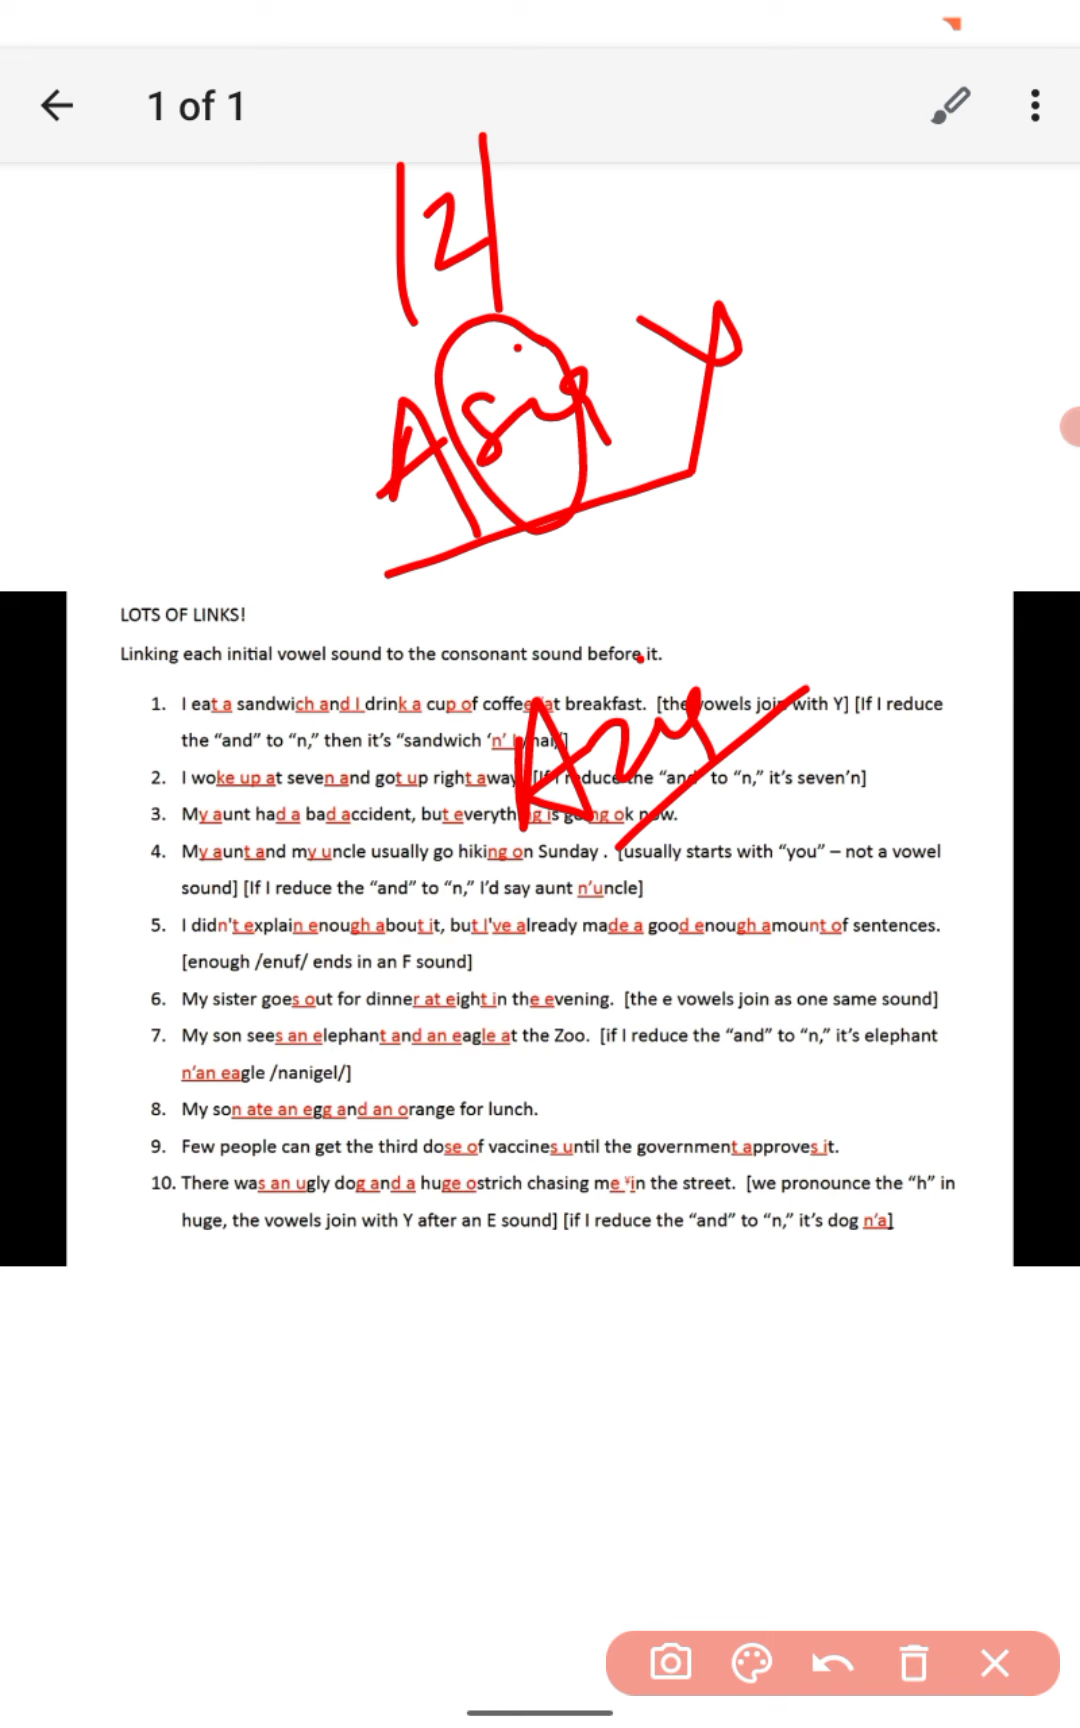 1 of 1
LOTS OF LINKS!
Linking each initial vowel sound to the consonant sound before it.
1. I eat a sandwich and I drink a cup of coffee at breakfast. [the vowels join with Y] [If I reduce
the “and” to “n,” then it’s “sandwich ‘n’
2. I woke up at seven and got up right away [If I reduce the “and” to “n,” it’s seven’n]
3. My aunt had a bad accident, but everything is going ok now.
4. My aunt and my uncle usually go hiking on Sunday . [usually starts with “you” – not a vowel
sound] [If I reduce the “and” to “n,” I’d say aunt n’uncle]
5. I didn't explain enough about it, but I've already made a good enough amount of sentences.
[enough /enuf/ ends in an F sound]
6. My sister goes out for dinner at eight in the evening. [the e vowels join as one same sound]
7. My son sees an elephant and an eagle at the Zoo. [if I reduce the “and” to “n,” it’s elephant
n’an eagle /nanigel/]
8. My son ate an egg and an orange for lunch.
9. Few people can get the third dose of vaccines until the government approves it.
10. There was an ugly dog and a huge ostrich chasing me ʸin the street. [we pronounce the “h” in
huge, the vowels join with Y after an E sound] [if I reduce the “and” to “n,” it’s dog n’a]